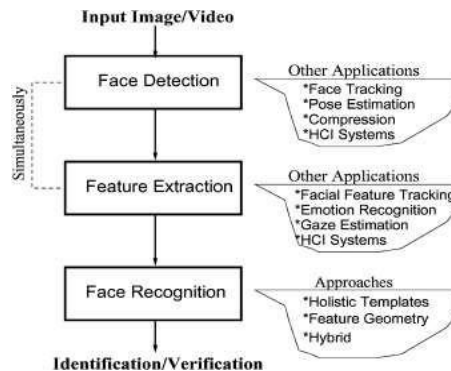 Input Image/Video
Face Detection
Other Applications
*Face Tracking
*Pose Estimation
*Compression
*HCI Systems
Simultaneously
Feature Extraction
Other Applications
*Facial Feature Tracking
*Emotion Recognition
*Gaze Estimation
*HCI Systems
Face Recognition
Approaches
*Holistic Templates
*Feature Geometry
*Hybrid
Identification/Verification